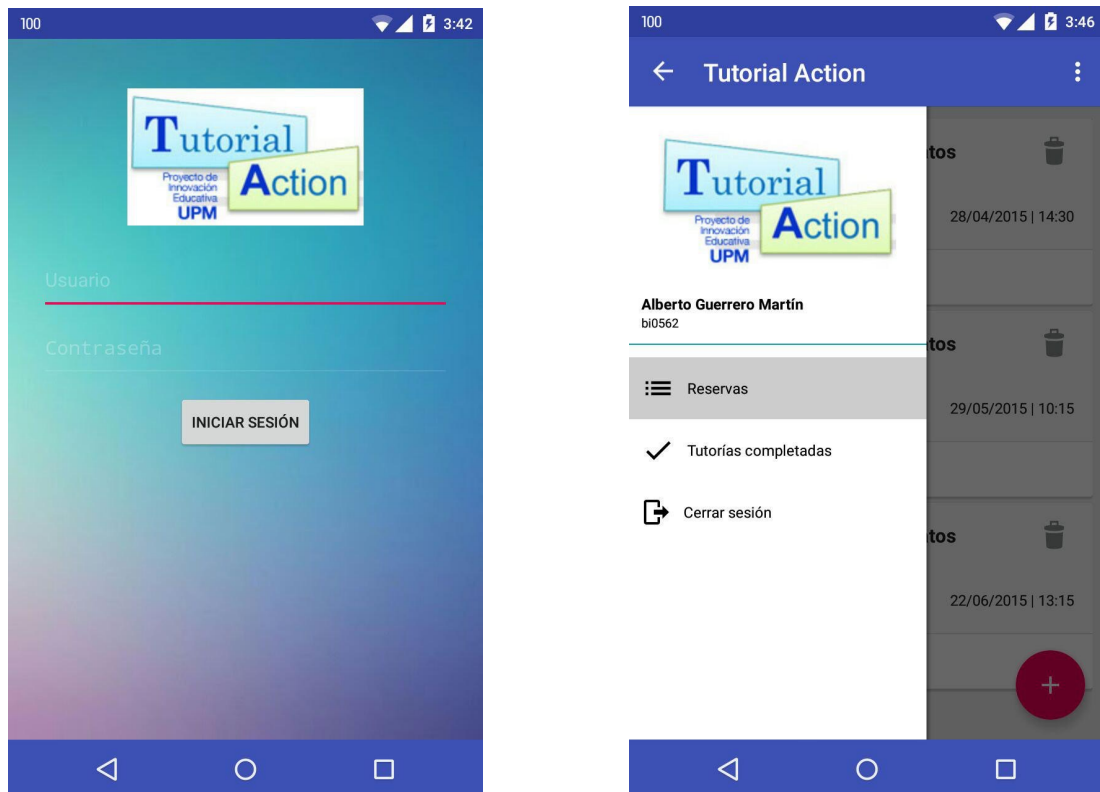 100
3:42
Tutorial
Proyecto de
Innovación
Educativa
UPM
Action
Usuario
Contraseña
INICIAR SESIÓN
100
3:46
Tutorial Action
Tutorial
Proyecto de
Innovación
Educativa
UPM
Action
Alberto Guerrero Martín
bi0562
Reservas
Tutorías completadas
Cerrar sesión
tos
28/04/2015 | 14:30
tos
29/05/2015 | 10:15
tos
22/06/2015 | 13:15